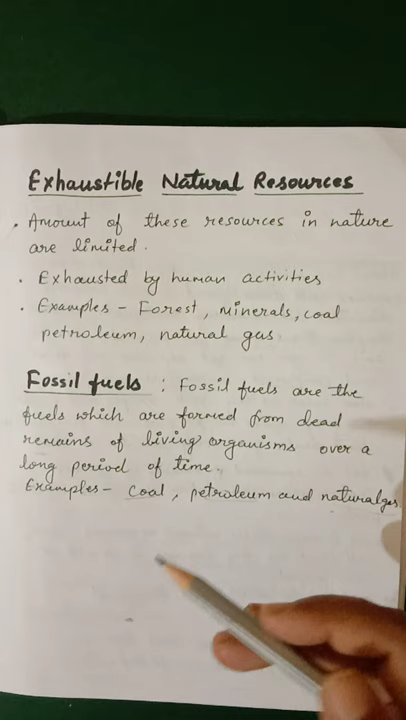 Exhaustible Natural Resources
. Amount of these resources in nature
are limited.
. Exhausted by human activities
. Examples - Forest, minerals, coal
petroleum, natural gas
Fossil fuels : Fossil fuels are the
fuels which are formed from dead
remains of living organisms over a
long period of time.
Examples - Coal, petroleum and natural gas